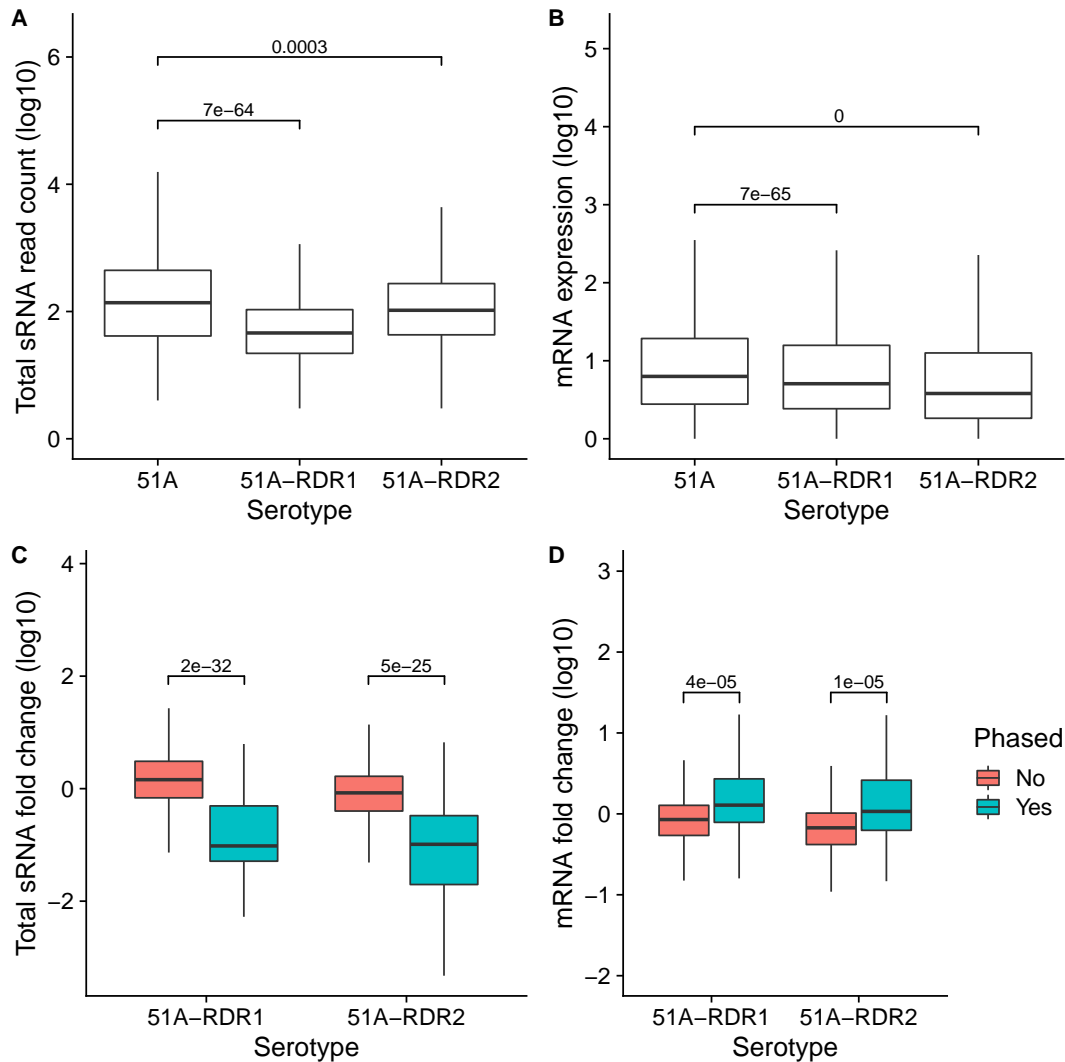 A
Total sRNA read count (log10)
6
4
2
0
0.0003
7e−64
51A
51A−RDR1
51A−RDR2
Serotype
B
mRNA expression (log10)
5
4
3
2
1
0
0
7e−65
51A
51A−RDR1
51A−RDR2
Serotype
C
Total sRNA fold change (log10)
4
2
0
−2
2e−32
5e−25
51A−RDR1
51A−RDR2
Serotype
D
mRNA fold change (log10)
3
2
1
0
−1
−2
4e−05
1e−05
51A−RDR1
51A−RDR2
Serotype
Phased
No
Yes